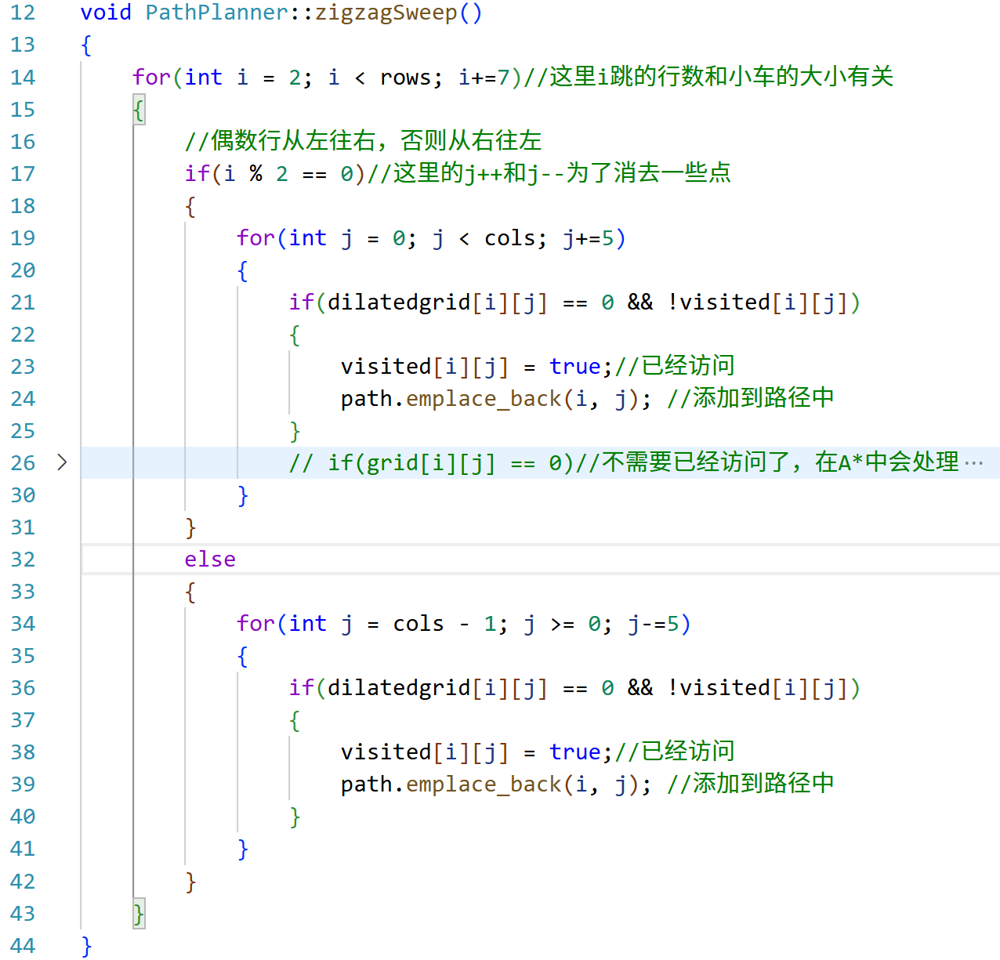 12 void PathPlanner::zigzagSweep()
13 {
14     for(int i = 2; i < rows; i+=7)//这里i跳的行数和小车的大小有关
15     {
16         //偶数行从左往右，否则从右往左
17         if(i % 2 == 0)//这里的j++和j--为了消去一些点
18         {
19             for(int j = 0; j < cols; j+=5)
20             {
21                 if(dilatedgrid[i][j] == 0 && !visited[i][j])
22                 {
23                     visited[i][j] = true;//已经访问
24                     path.emplace_back(i, j); //添加到路径中
25                 }
26                 // if(grid[i][j] == 0)//不需要已经访问了，在A*中会处理…
30             }
31         }
32         else
33         {
34             for(int j = cols - 1; j >= 0; j-=5)
35             {
36                 if(dilatedgrid[i][j] == 0 && !visited[i][j])
37                 {
38                     visited[i][j] = true;//已经访问
39                     path.emplace_back(i, j); //添加到路径中
40                 }
41             }
42         }
43     }
44 }